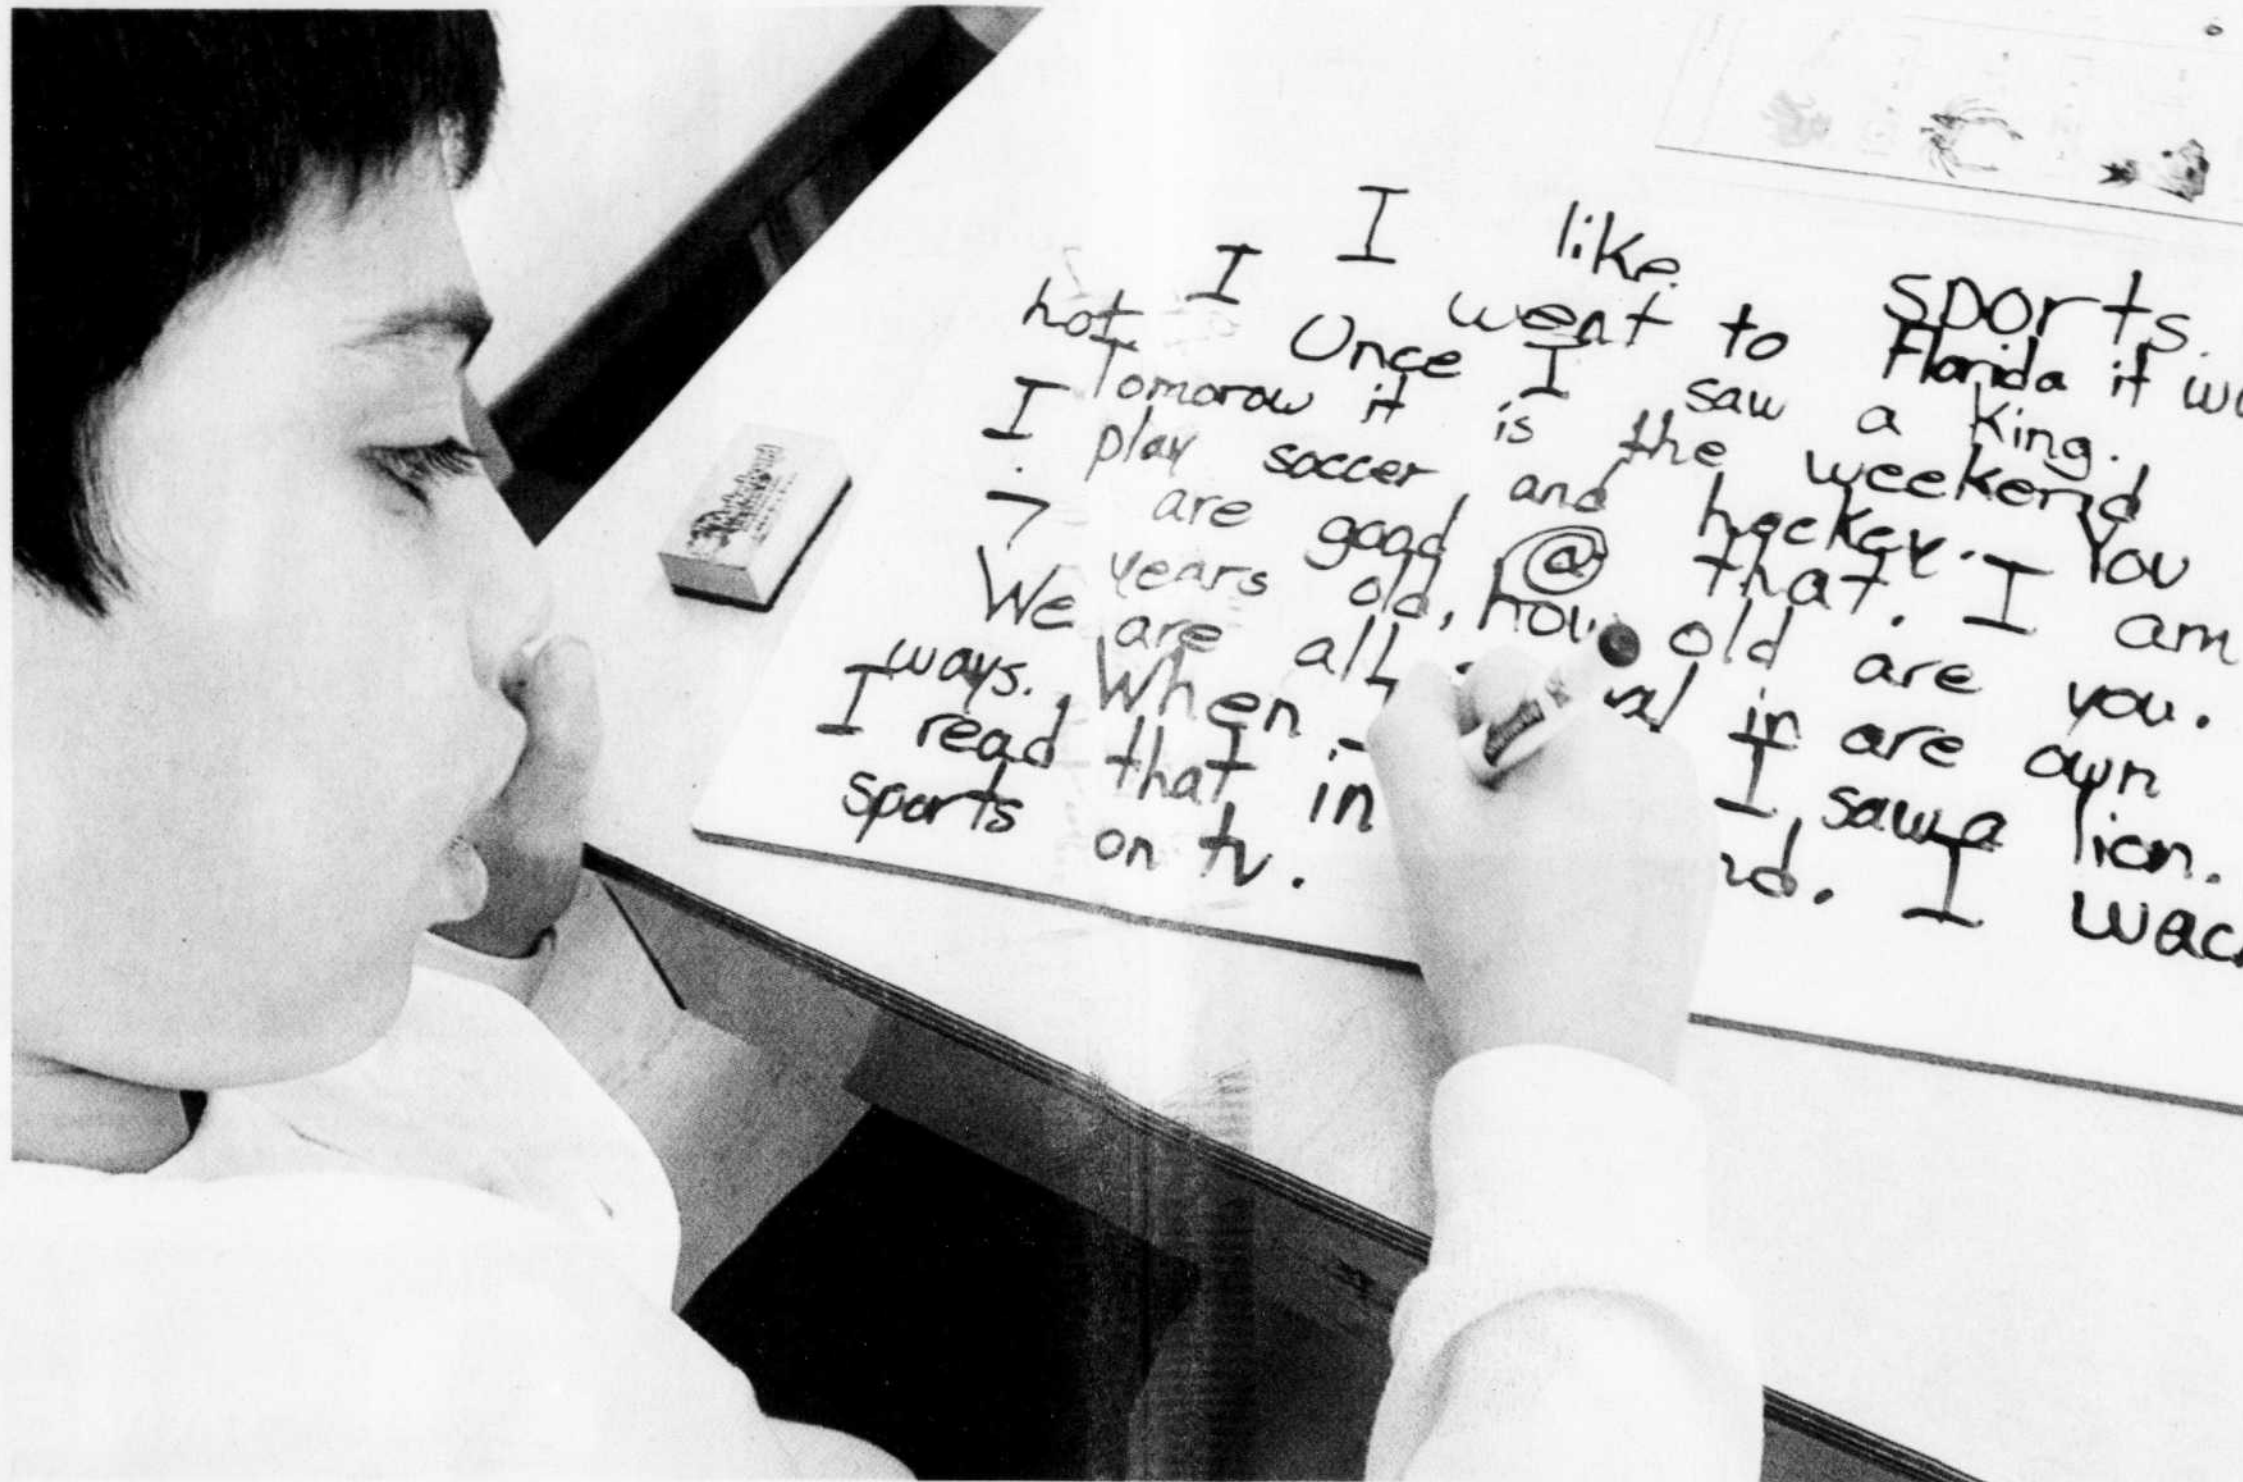 I like sports.
I I went to Florida it
hot. Once I saw a king.
Tomorow it is the weekend
I play soccer, and hockey. You
are good @ that. I am
7 years old, how old are you.
We are all in are own
ways. When I saw a lion.
I read that in I
sports on tv.